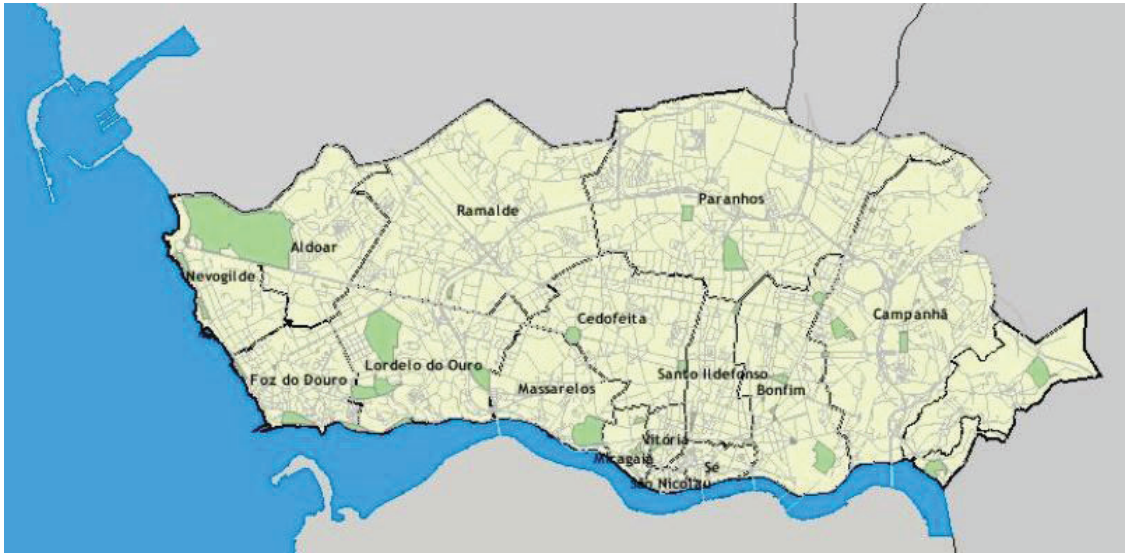 Paranhos
Ramalde
Aldoar
Nevogilde
Campanhã
Cedofeita
Lordelo do Ouro
Santo Ildefonso
Foz do Douro
Massarelos
Bonfim
Vitória
Miragaia
Sé
São Nicolau